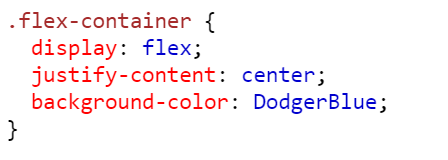 .flex-container {
  display: flex;
  justify-content: center;
  background-color: DodgerBlue;
}